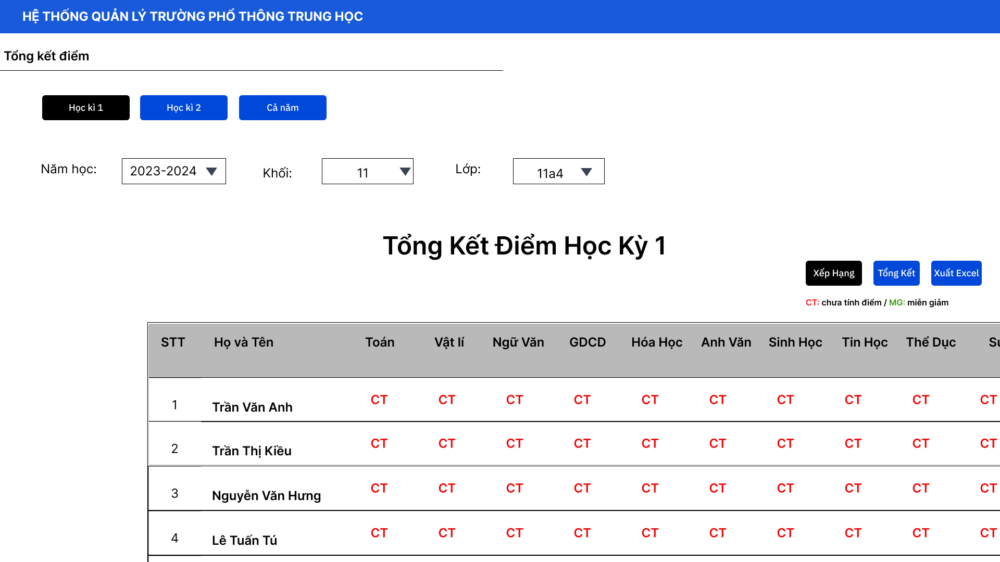 HỆ THỐNG QUẢN LÝ TRƯỜNG PHỔ THÔNG TRUNG HỌC
Tổng kết điểm
Học kì 1 Học kì 2 Cả năm
Năm học: 2023-2024 Khối: 11 Lớp: 11a4
Tổng Kết Điểm Học Kỳ 1
Xếp Hạng Tổng Kết Xuất Excel
CT: chưa tính điểm / MG: miễn giảm
STT Họ và Tên Toán Vật lí Ngữ Văn GDCD Hóa Học Anh Văn Sinh Học Tin Học Thể Dục
1 Trần Văn Anh CT CT CT CT CT CT CT CT CT CT
2 Trần Thị Kiều CT CT CT CT CT CT CT CT CT CT
3 Nguyễn Văn Hưng CT CT CT CT CT CT CT CT CT CT
4 Lê Tuấn Tú CT CT CT CT CT CT CT CT CT CT